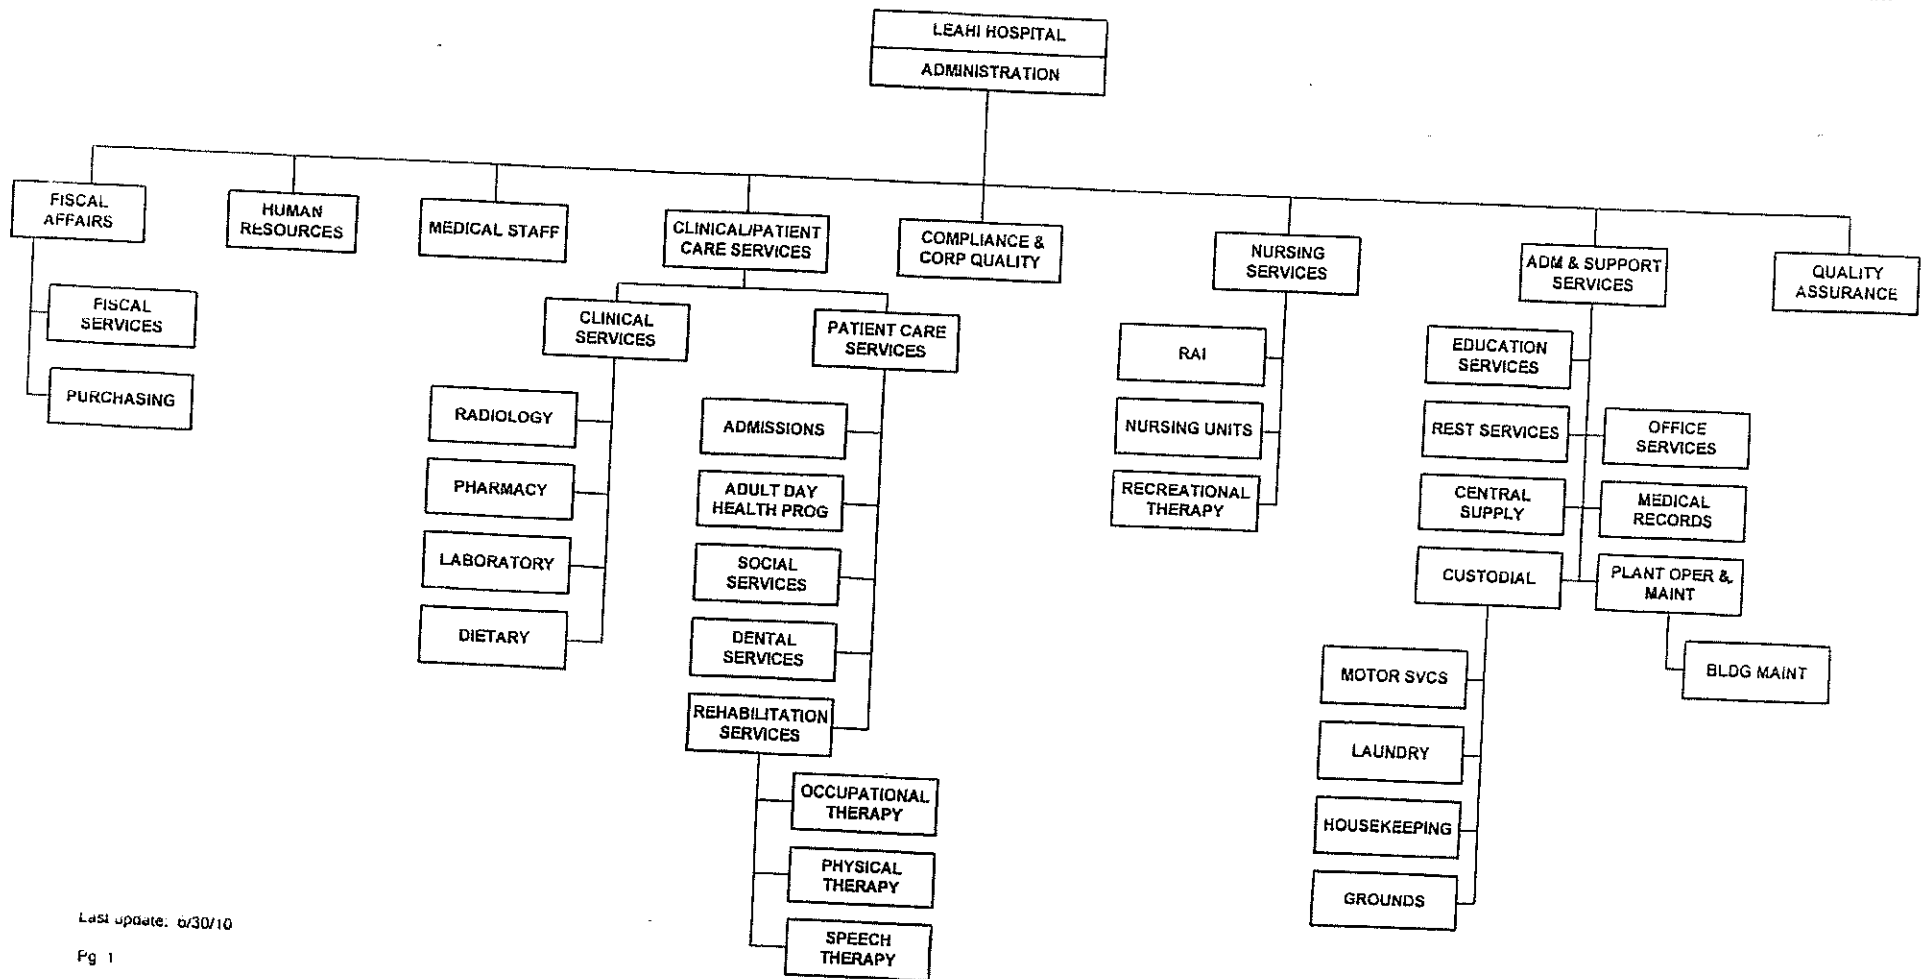 LEAHI HOSPITAL
ADMINISTRATION
FISCAL
AFFAIRS
HUMAN
RESOURCES
MEDICAL STAFF
CLINICAL/PATIENT
CARE SERVICES
COMPLIANCE &
CORP QUALITY
NURSING
SERVICES
ADM & SUPPORT
SERVICES
QUALITY
ASSURANCE
FISCAL
SERVICES
PURCHASING
CLINICAL
SERVICES
RADIOLOGY
PHARMACY
LABORATORY
DIETARY
PATIENT CARE
SERVICES
ADMISSIONS
ADULT DAY
HEALTH PROG
SOCIAL
SERVICES
DENTAL
SERVICES
REHABILITATION
SERVICES
OCCUPATIONAL
THERAPY
PHYSICAL
THERAPY
SPEECH
THERAPY
RAI
NURSING UNITS
RECREATIONAL
THERAPY
EDUCATION
SERVICES
REST SERVICES
OFFICE
SERVICES
CENTRAL
SUPPLY
MEDICAL
RECORDS
CUSTODIAL
PLANT OPER &
MAINT
BLDG MAINT
MOTOR SVCS
LAUNDRY
HOUSEKEEPING
GROUNDS
Last update: 6/30/10
Pg 1